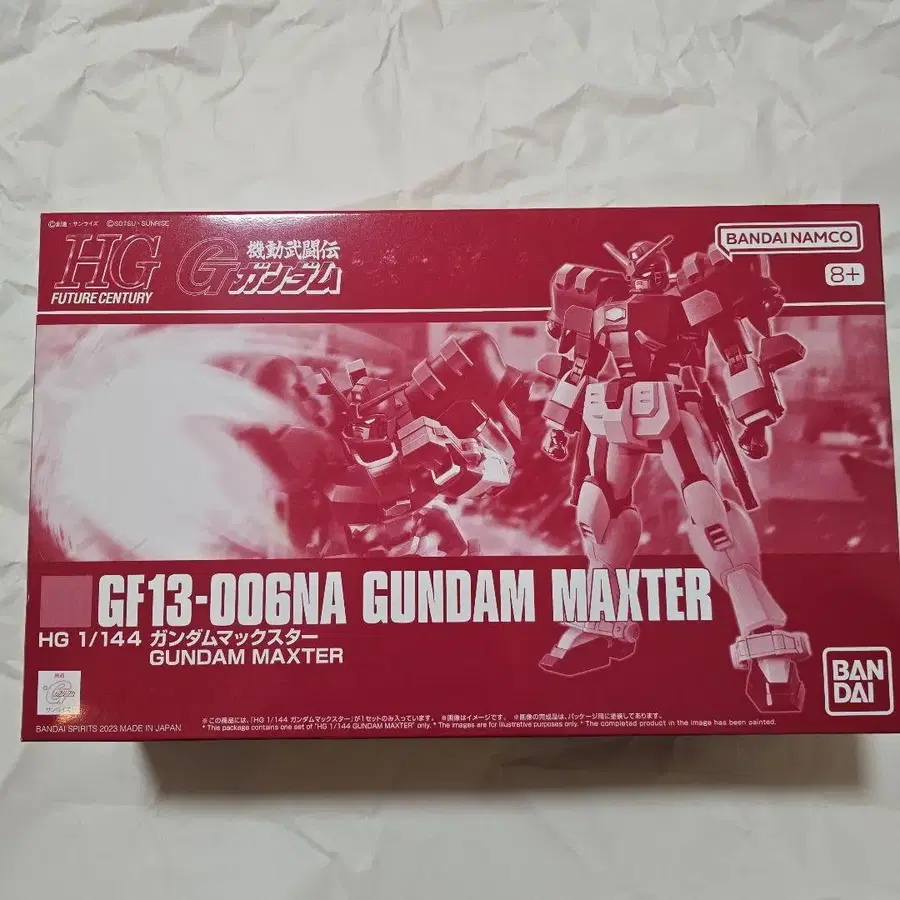 ©創通・サンライズ ©SOTSU・SUNRISE
HG
FUTURE CENTURY
機動武闘伝
Gガンダム
BANDAI NAMCO
8+
GF13-006NA GUNDAM MAXTER
HG 1/144 ガンダムマックスター
GUNDAM MAXTER
サンライズ
BANDAI SPIRITS 2023 MADE IN JAPAN
※この商品には、「HG 1/144 ガンダムマックスター」が1セットのみ入っています。 ※画像はイメージです。 ※画像の完成品は、パッケージ用に塗装してあります。
* This package contains one set of "HG 1/144 GUNDAM MAXTER" only. * The images are for illustrative purposes only. * The completed product in the image has been painted.
BAN
DAI